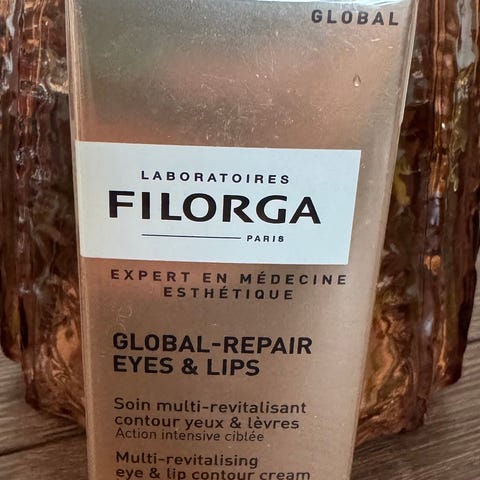 GLOBAL
LABORATOIRES
FILORGA
PARIS
EXPERT EN MÉDECINE
ESTHÉTIQUE
GLOBAL-REPAIR
EYES & LIPS
Soin multi-revitalisant
contour yeux & lèvres
Action intensive ciblée
Multi-revitalising
eye & lip contour cream